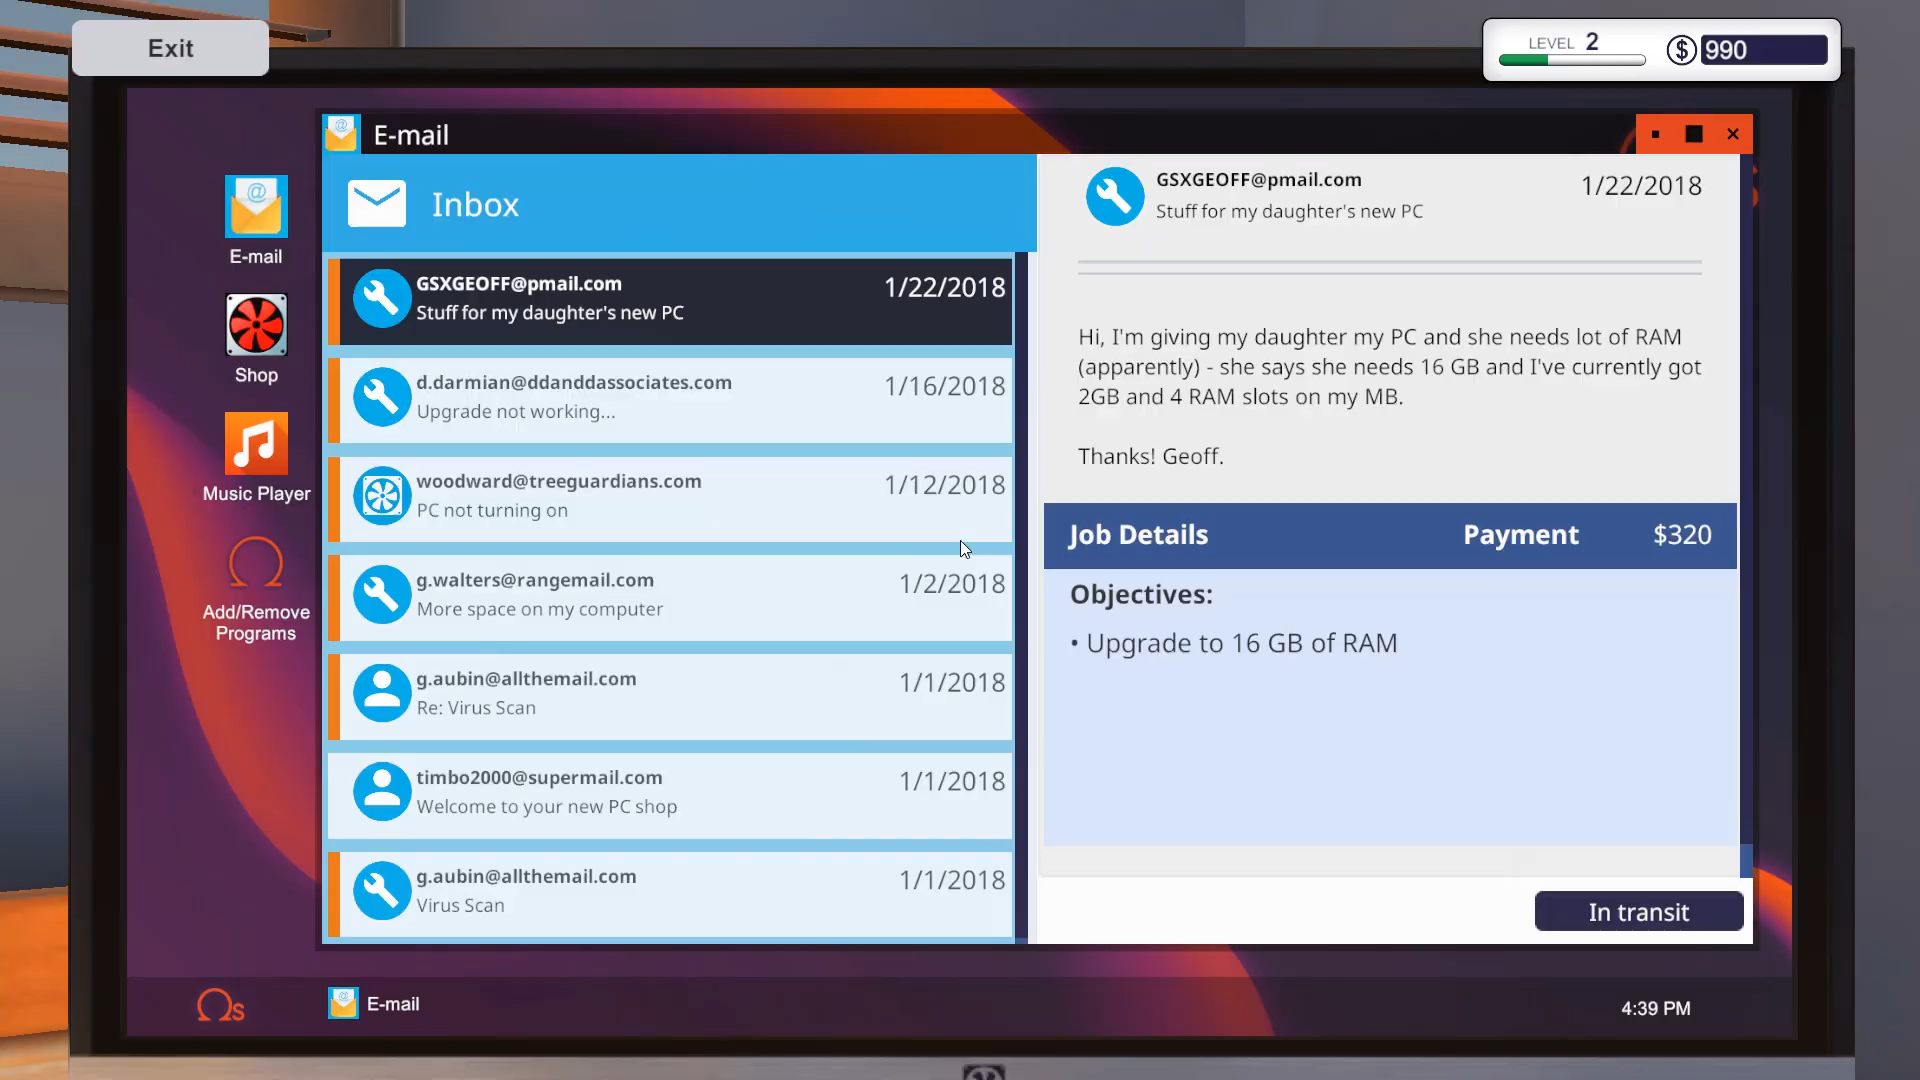 Exit
LEVEL 2
$ 990
E-mail
Inbox
GSXGEOFF@pmail.com
1/22/2018
Stuff for my daughter's new PC
d.darmian@ddanddassociates.com
1/16/2018
Upgrade not working...
woodward@treeguardians.com
1/12/2018
PC not turning on
g.walters@rangemail.com
1/2/2018
More space on my computer
g.aubin@allthemail.com
1/1/2018
Re: Virus Scan
timbo2000@supermail.com
1/1/2018
Welcome to your new PC shop
g.aubin@allthemail.com
1/1/2018
Virus Scan
GSXGEOFF@pmail.com
1/22/2018
Stuff for my daughter's new PC
Hi, I'm giving my daughter my PC and she needs lot of RAM
(apparently) - she says she needs 16 GB and I've currently got
2GB and 4 RAM slots on my MB.
Thanks! Geoff.
Job Details
Payment
$320
Objectives:
• Upgrade to 16 GB of RAM
In transit
E-mail
Shop
Music Player
Add/Remove
Programs
Ωs
E-mail
4:39 PM